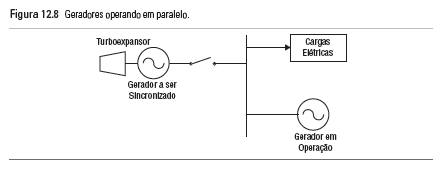 Figura 12.8 Geradores operando em paralelo.
Turboexpansor
Gerador a ser
Sincronizado
Cargas
Elétricas
Gerador em
Operação